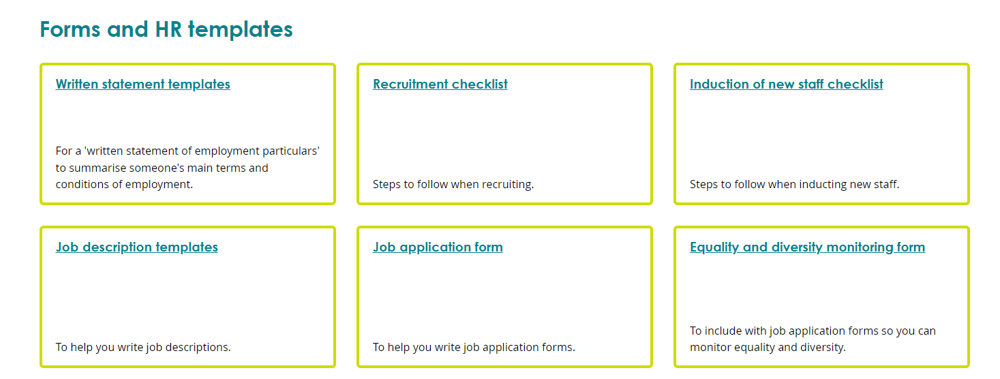 Forms and HR templates
Written statement templates
For a 'written statement of employment particulars'
to summarise someone's main terms and
conditions of employment.
Recruitment checklist
Steps to follow when recruiting.
Induction of new staff checklist
Steps to follow when inducting new staff.
Job description templates
To help you write job descriptions.
Job application form
To help you write job application forms.
Equality and diversity monitoring form
To include with job application forms so you can
monitor equality and diversity.